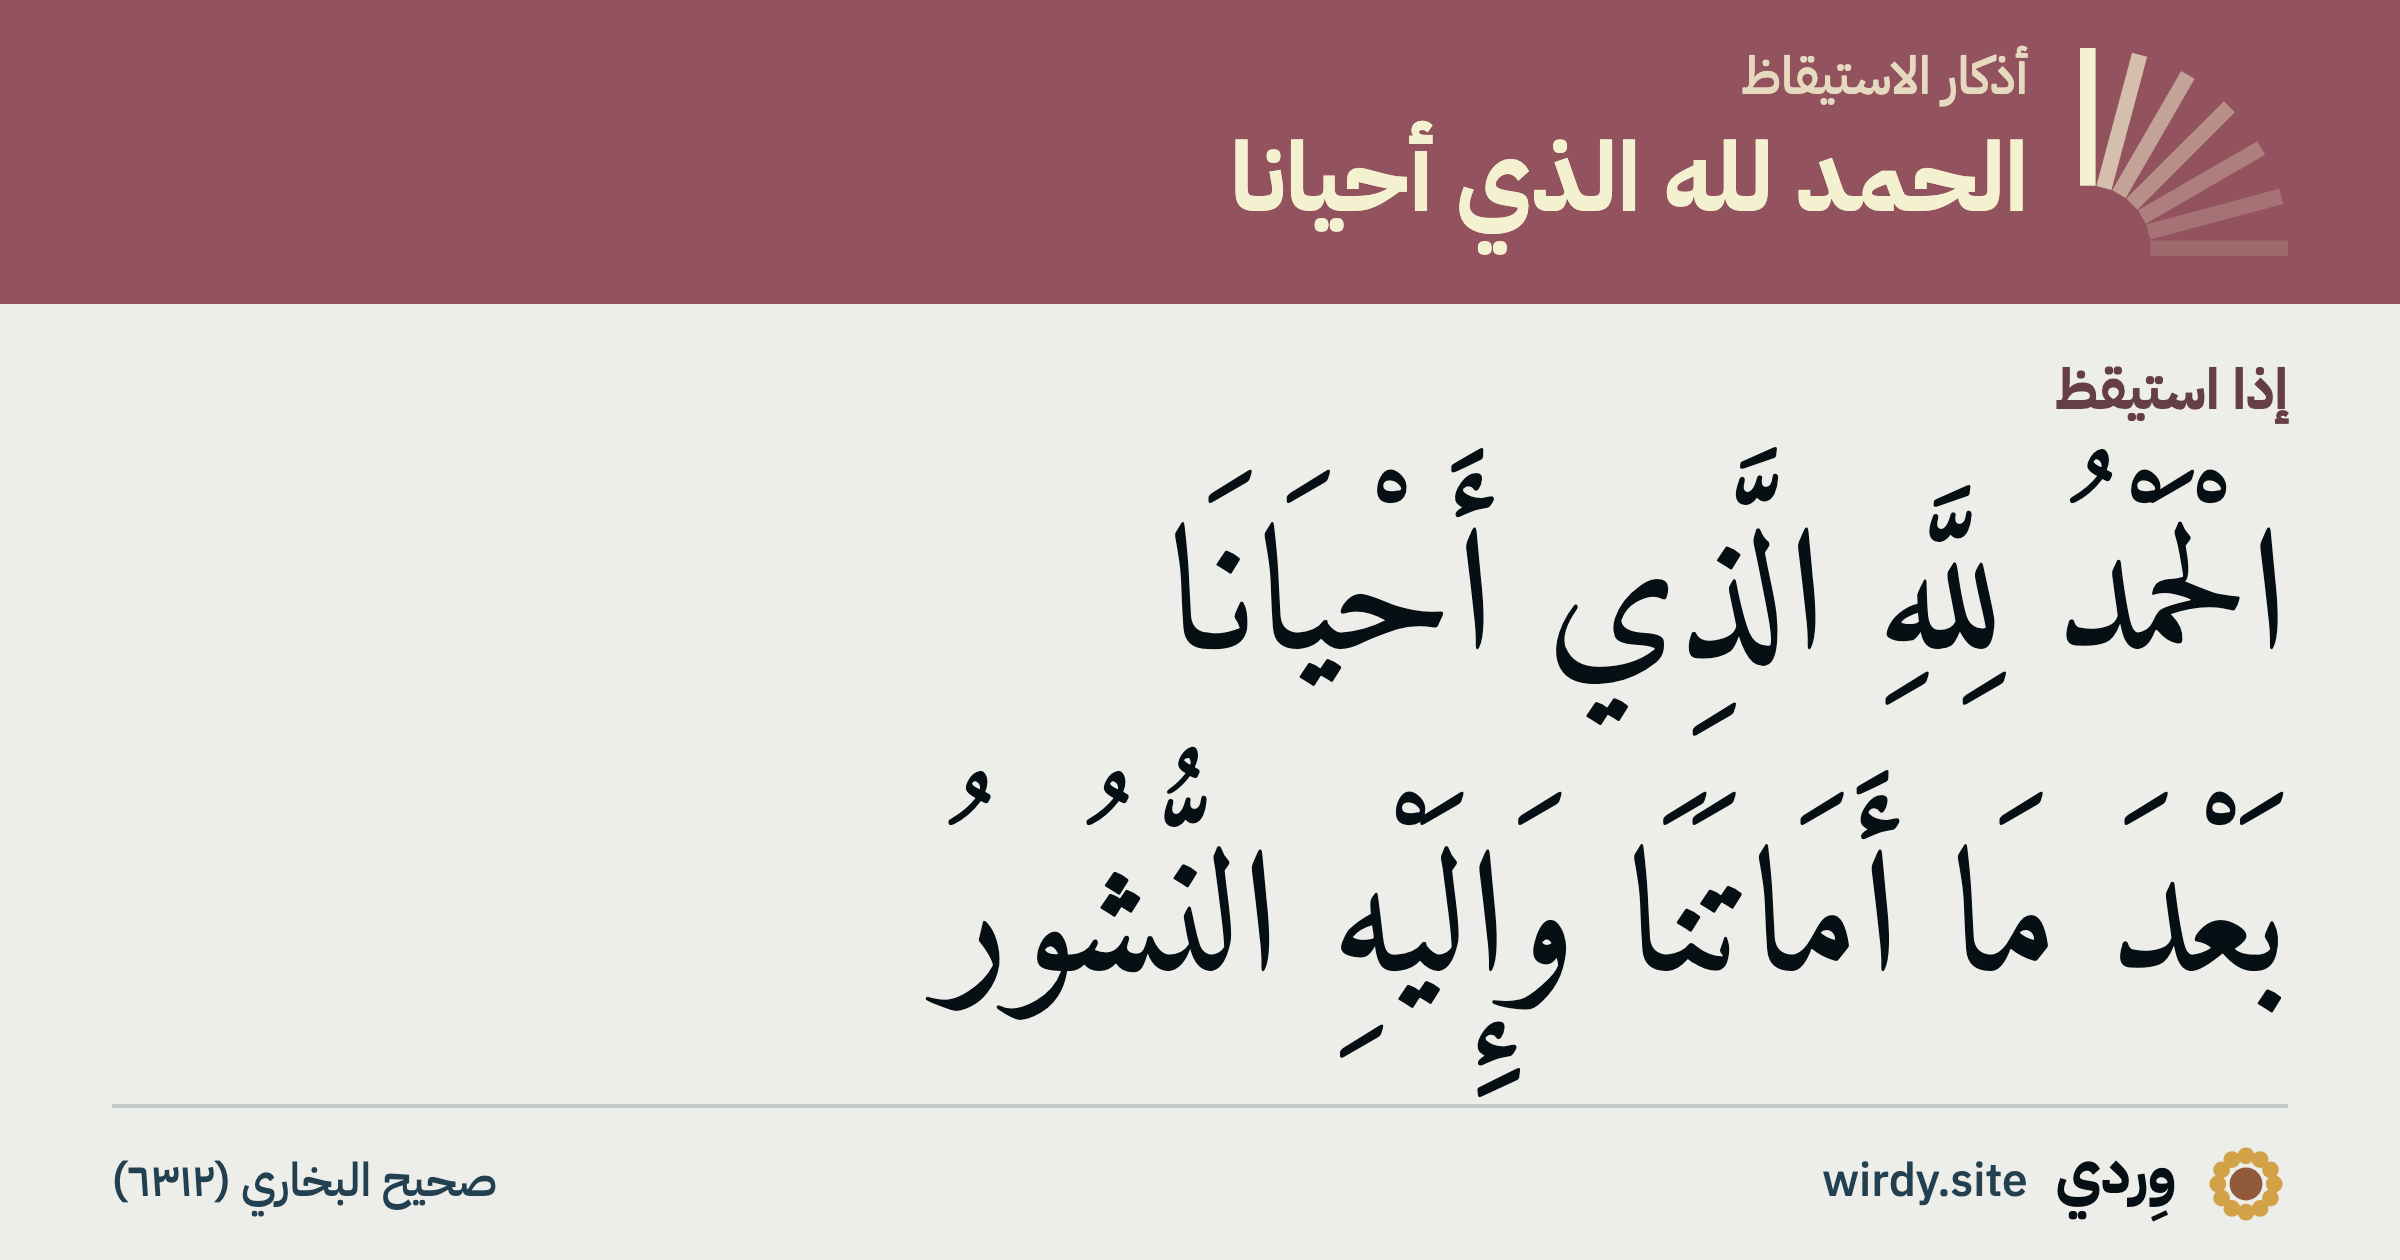 أذكار الاستيقاظ
الحمد لله الذي أحيانا
إذا استيقظ
الْحَمْدُ لِلَّهِ الَّذِي أَحْيَانَا
بَعْدَ مَا أَمَاتَنَا وَإِلَيْهِ النُّشُورُ
وِردي wirdy.site
صحيح البخاري (٦٣١٢)